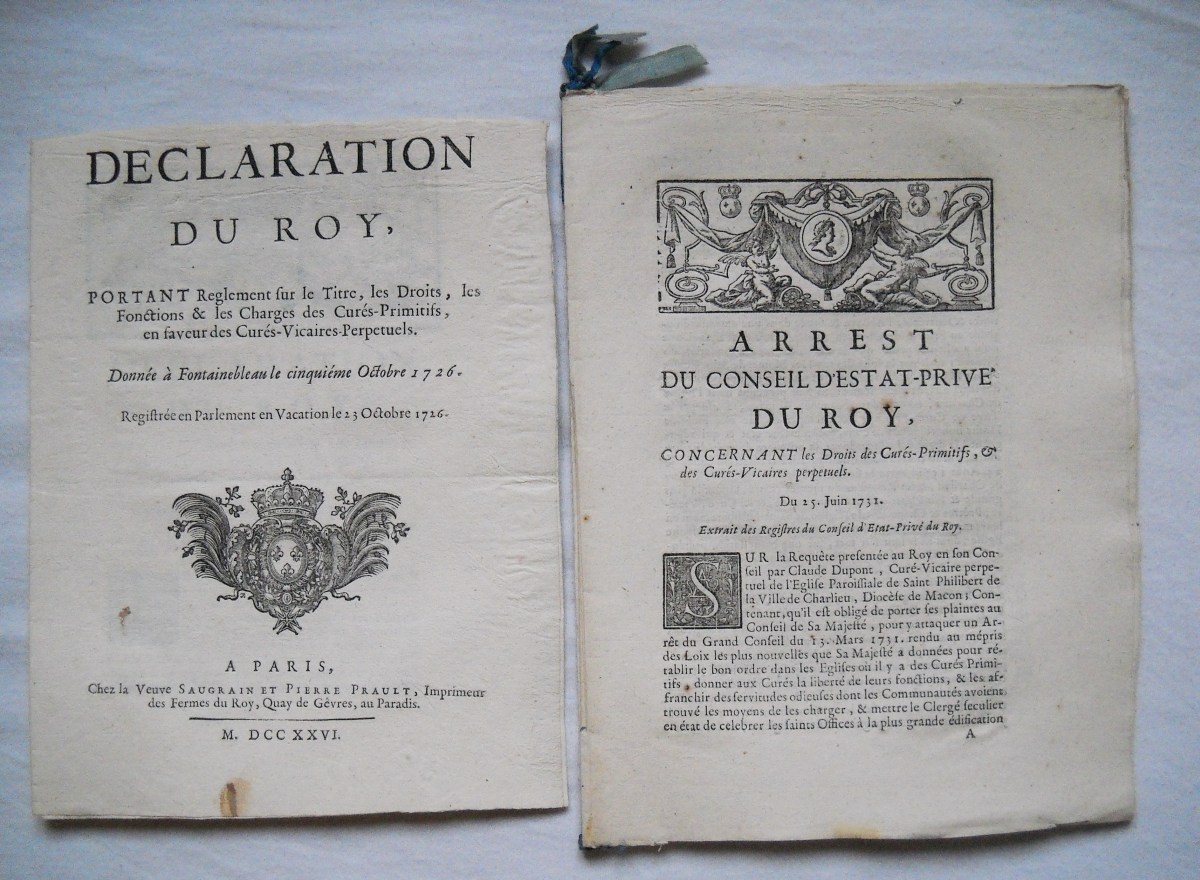 DECLARATION
DU ROY,
PORTANT Reglement ſur le Titre, les Droits, les
Fonctions & les Charges des Curés-Primitifs,
en faveur des Curés-Vicaires-Perpetuels.
Donnée à Fontainebleau le cinquiéme Octobre 1726.
Regiſtrée en Parlement en Vacation le 23 Octobre 1726.
A PARIS,
Chez la Veuve SAUGRAIN ET PIERRE PRAULT, Imprimeur
des Fermes du Roy, Quay de Gêvres, au Paradis.
M. DCC XXVI.
ARREST
DU CONSEIL D'ESTAT-PRIVE'
DU ROY,
CONCERNANT les Droits des Curés-Primitifs, &
des Curés-Vicaires perpetuels.
Du 25. Juin 1731.
Extrait des Regiſtres du Conſeil d'Etat-Privé du Roy.
SUR la Requête preſentée au Roy en ſon Con-
ſeil par Claude Dupont, Curé-Vicaire perpe-
tuel de l'Egliſe Paroiſſiale de Saint Philibert de
la Ville de Charlieu, Diocèſe de Macon; Con-
tenant, qu'il eſt obligé de porter ſes plaintes au
Conſeil de Sa Majeſté, pour y attaquer un Ar-
rêt du Grand Conſeil du 13. Mars 1731. rendu au mépris
des Loix les plus nouvelles que Sa Majeſté a données pour ré-
tablir le bon ordre dans les Egliſes où il y a des Curés Primi-
tifs, donner aux Curés la liberté de leurs fonctions, & les af-
franchir des ſervitudes odieuſes dont les Communautés avoient
trouvé les moyens de les charger, & mettre le Clergé ſeculier
en état de celebrer les ſaints Offices à la plus grande édification
A